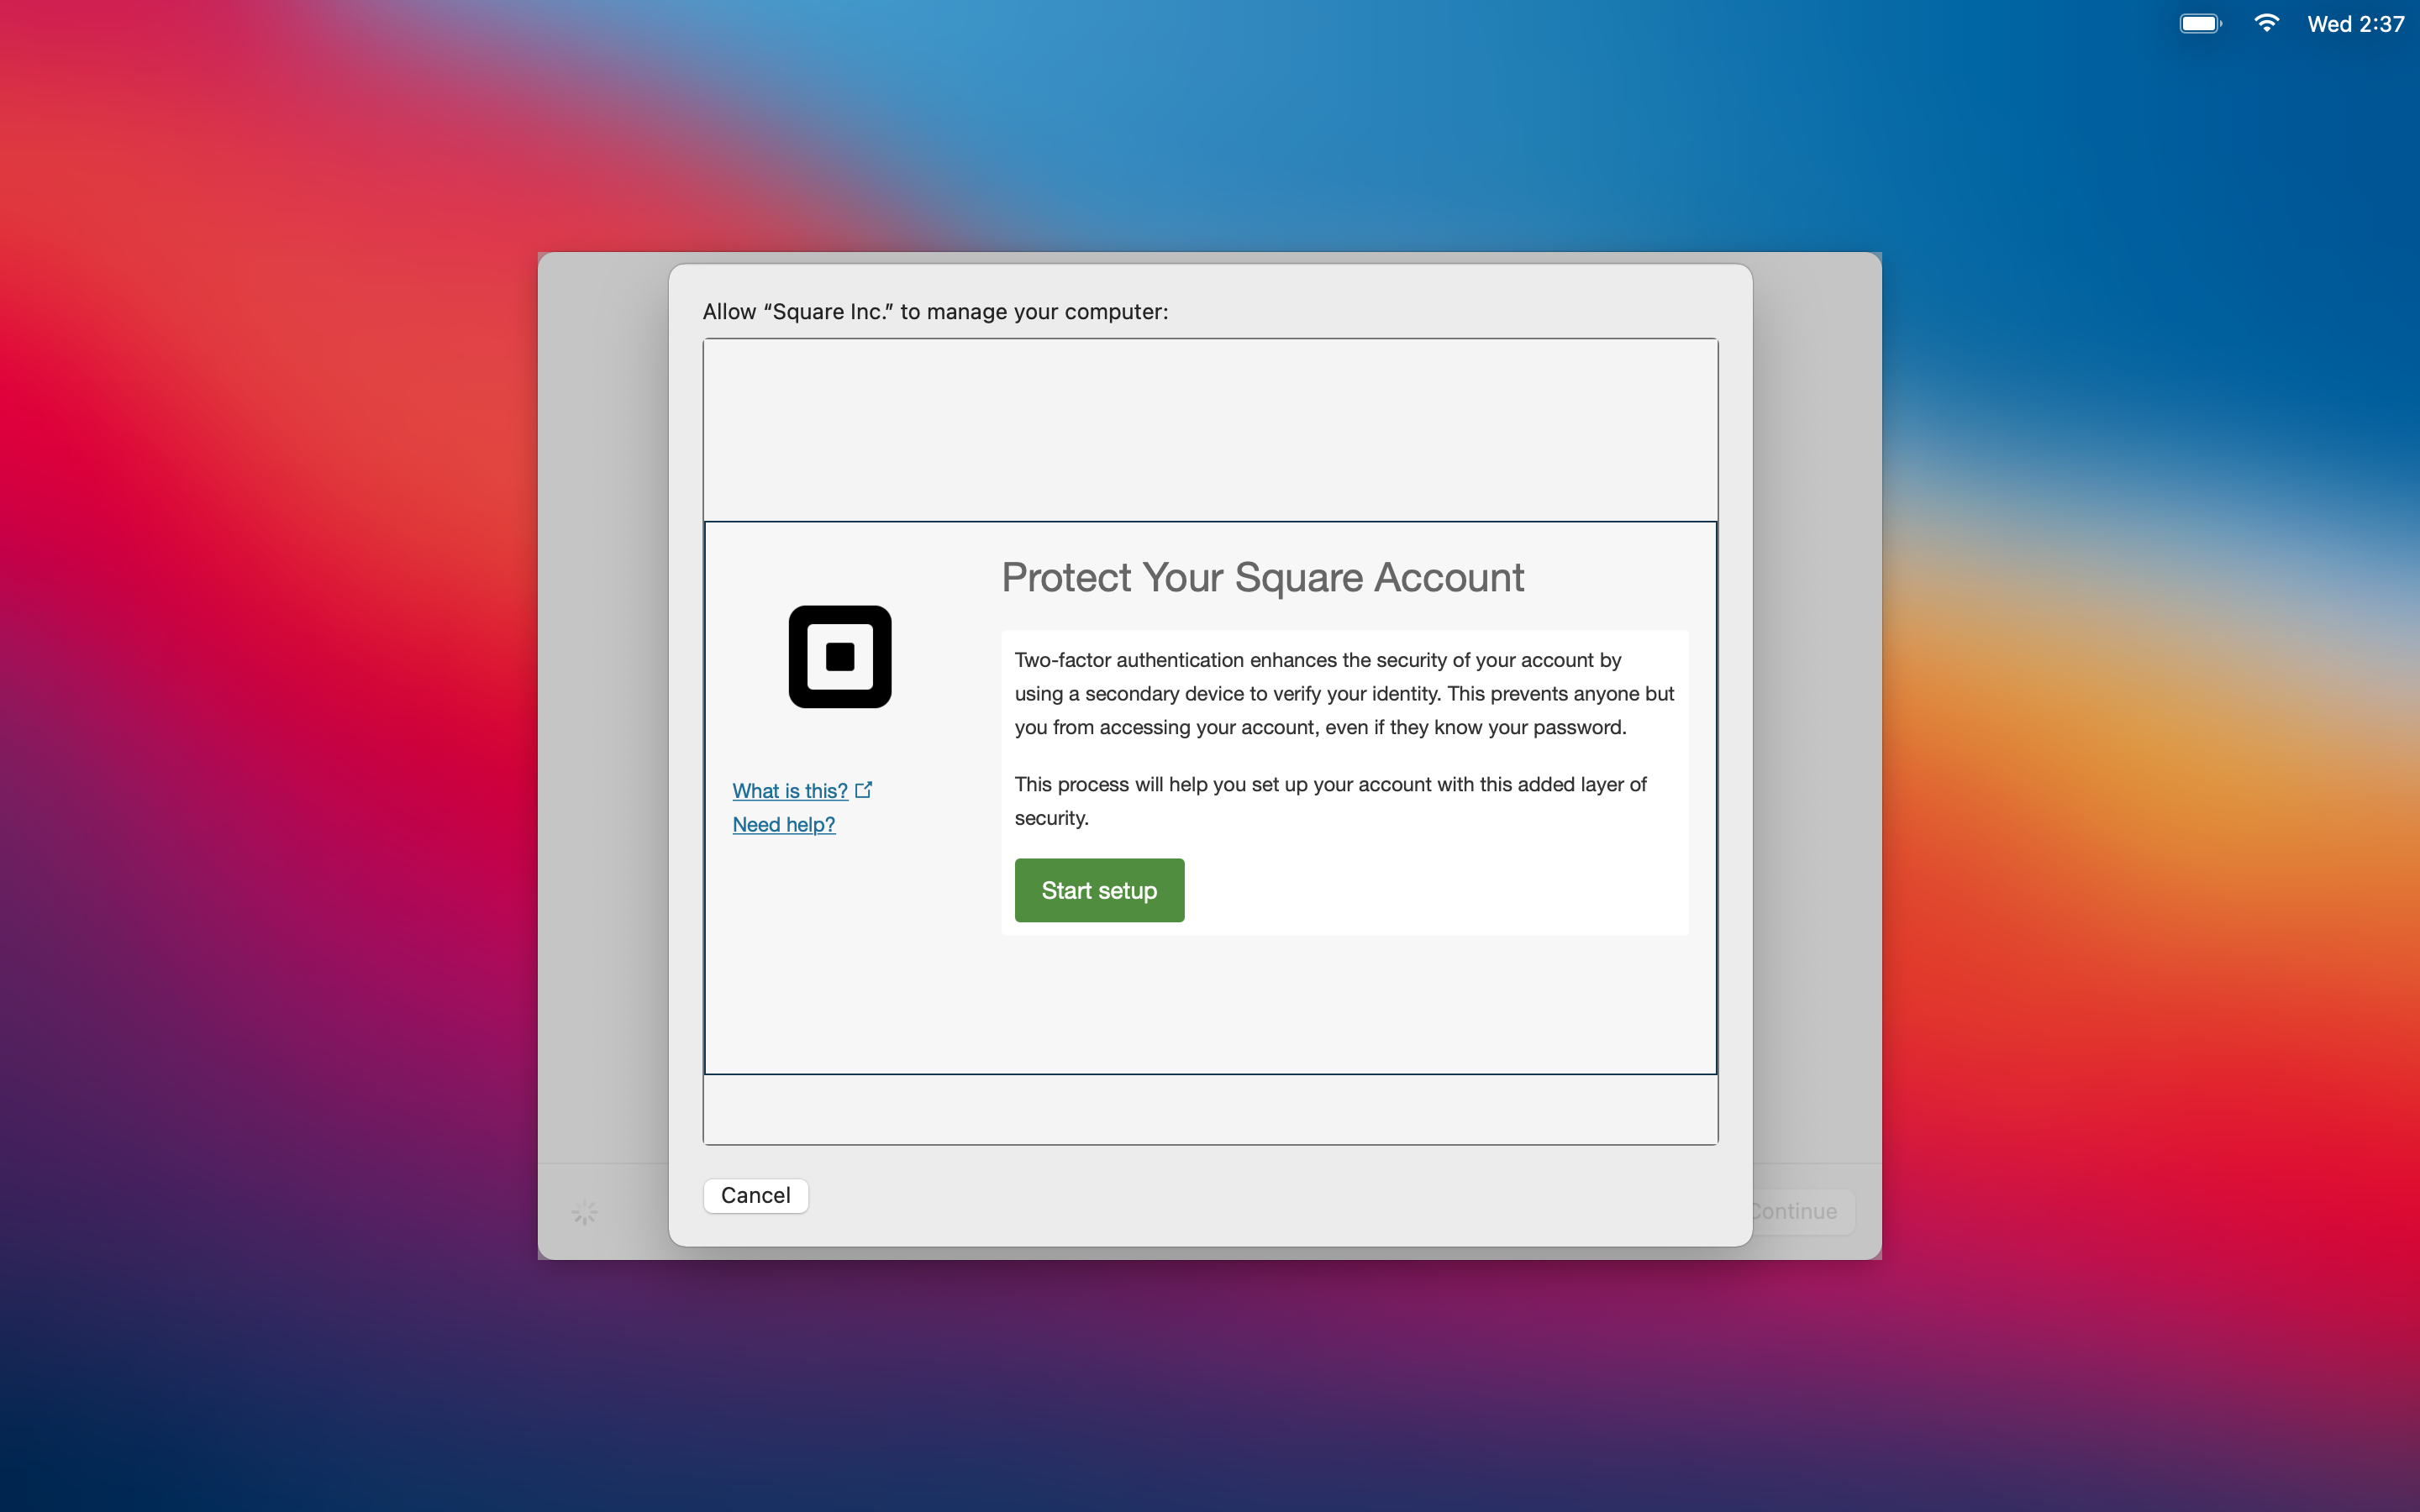 Wed 2:37
Allow “Square Inc.” to manage your computer:
Protect Your Square Account
Two-factor authentication enhances the security of your account by
using a secondary device to verify your identity. This prevents anyone but
you from accessing your account, even if they know your password.
This process will help you set up your account with this added layer of
security.
Start setup
What is this?
Need help?
Cancel
Continue